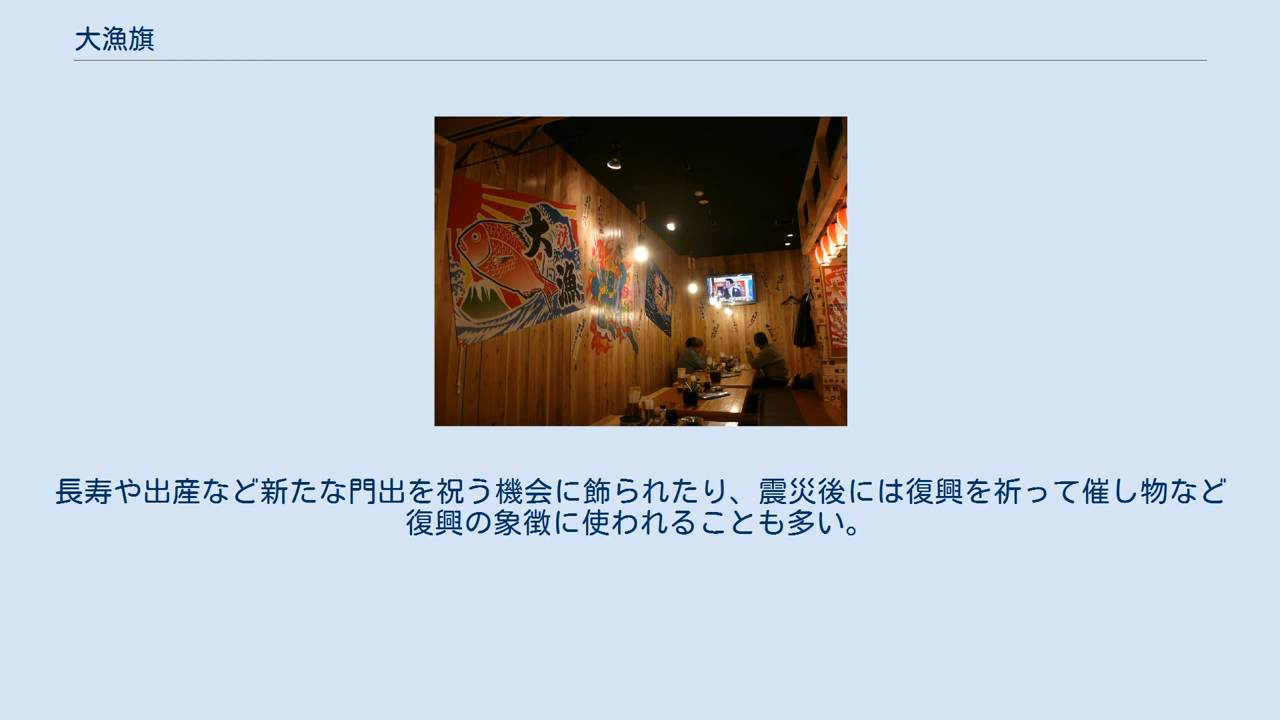 大漁旗
大
漁
長寿や出産など新たな門出を祝う機会に飾られたり、震災後には復興を祈って催し物など
復興の象徴に使われることも多い。